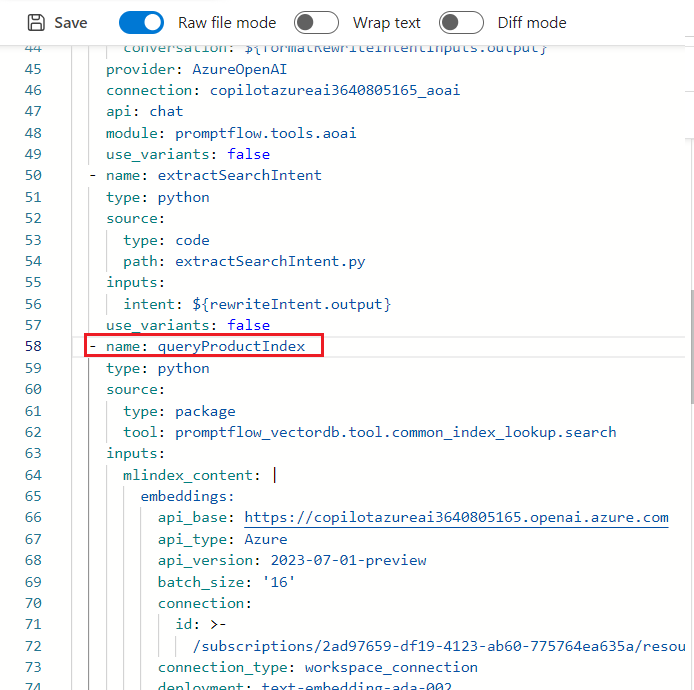 Save Raw file mode Wrap text Diff mode
44 conversation: ${formatRewriteIntentInputs.output}
45 provider: AzureOpenAI
46 connection: copilotazureai3640805165_aoai
47 api: chat
48 module: promptflow.tools.aoai
49 use_variants: false
50 - name: extractSearchIntent
51 type: python
52 source:
53 type: code
54 path: extractSearchIntent.py
55 inputs:
56 intent: ${rewriteIntent.output}
57 use_variants: false
58 - name: queryProductIndex
59 type: python
60 source:
61 type: package
62 tool: promptflow_vectordb.tool.common_index_lookup.search
63 inputs:
64 mlindex_content: |
65 embeddings:
66 api_base: https://copilotazureai3640805165.openai.azure.com
67 api_type: Azure
68 api_version: 2023-07-01-preview
69 batch_size: '16'
70 connection:
71 id: >-
72 /subscriptions/2ad97659-df19-4123-ab60-775764ea635a/resou
73 connection_type: workspace_connection
74 deployment: text-embedding-ada-002